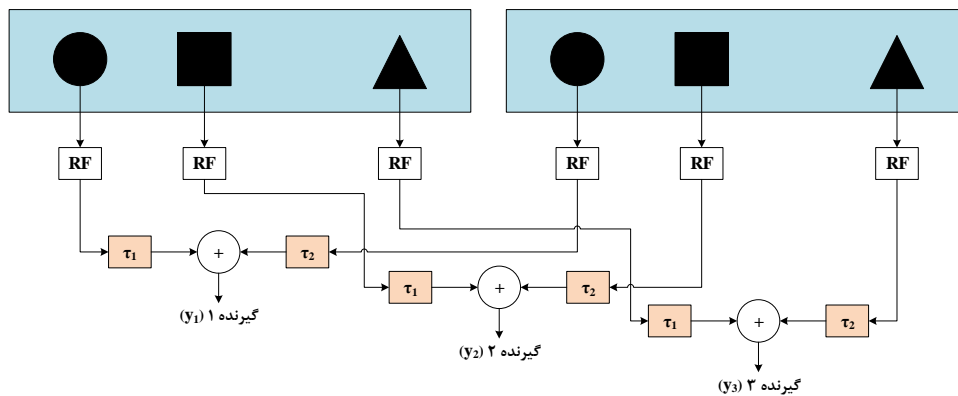 RF RF RF RF RF RF
τ₁ + τ₂
τ₁ + τ₂
گیرنده ۱ (y₁)
τ₁ + τ₂
گیرنده ۲ (y₂)
گیرنده ۳ (y₃)